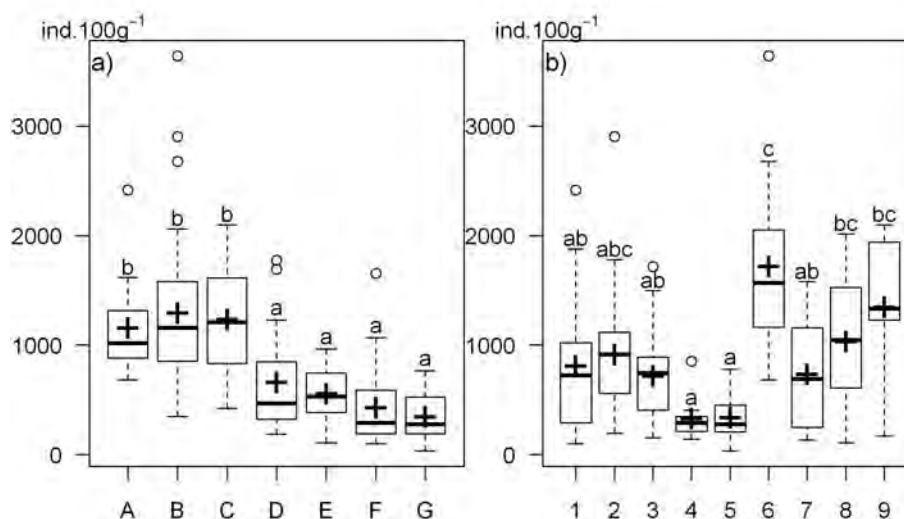 ind.100g⁻¹ ind.100g⁻¹
a) b)
3000 3000
2000 2000
1000 1000
0 0
b b b a a a a
ab abc ab a a c ab bc bc
A B C D E F G
1 2 3 4 5 6 7 8 9